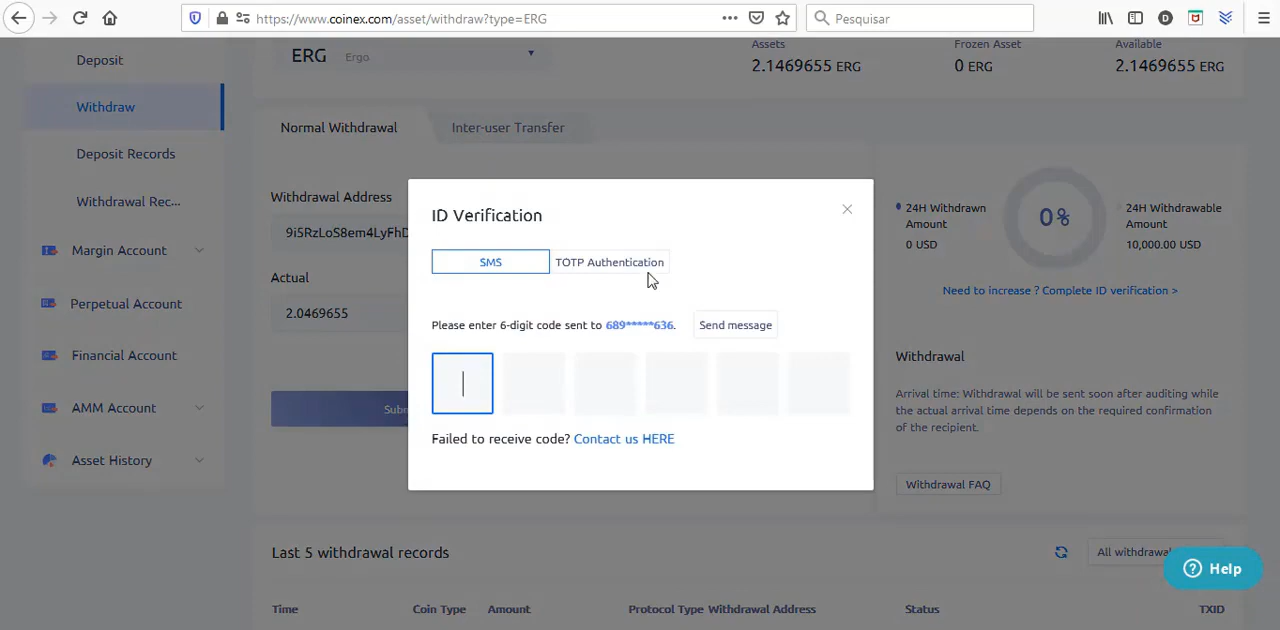 https://www.coinex.com/asset/withdraw?type=ERG
Pesquisar
Deposit
Withdraw
Deposit Records
Withdrawal Rec...
Margin Account
Perpetual Account
Financial Account
AMM Account
Asset History
ERG Ergo
Assets
2.1469655 ERG
Frozen Asset
0 ERG
Available
2.1469655 ERG
Normal Withdrawal
Inter-user Transfer
Withdrawal Address
9i5RzLoS8em4LyFhD
Actual
2.0469655
Sub
ID Verification
SMS
TOTP Authentication
Please enter 6-digit code sent to 689*****636.
Send message
Failed to receive code? Contact us HERE
24H Withdrawn
Amount
0 USD
0%
24H Withdrawable
Amount
10,000.00 USD
Need to increase ? Complete ID verification >
Withdrawal
Arrival time: Withdrawal will be sent soon after auditing while
the actual arrival time depends on the required confirmation
of the recipient.
Withdrawal FAQ
Last 5 withdrawal records
All withdrawal
Help
Time Coin Type Amount Protocol Type Withdrawal Address Status TXID